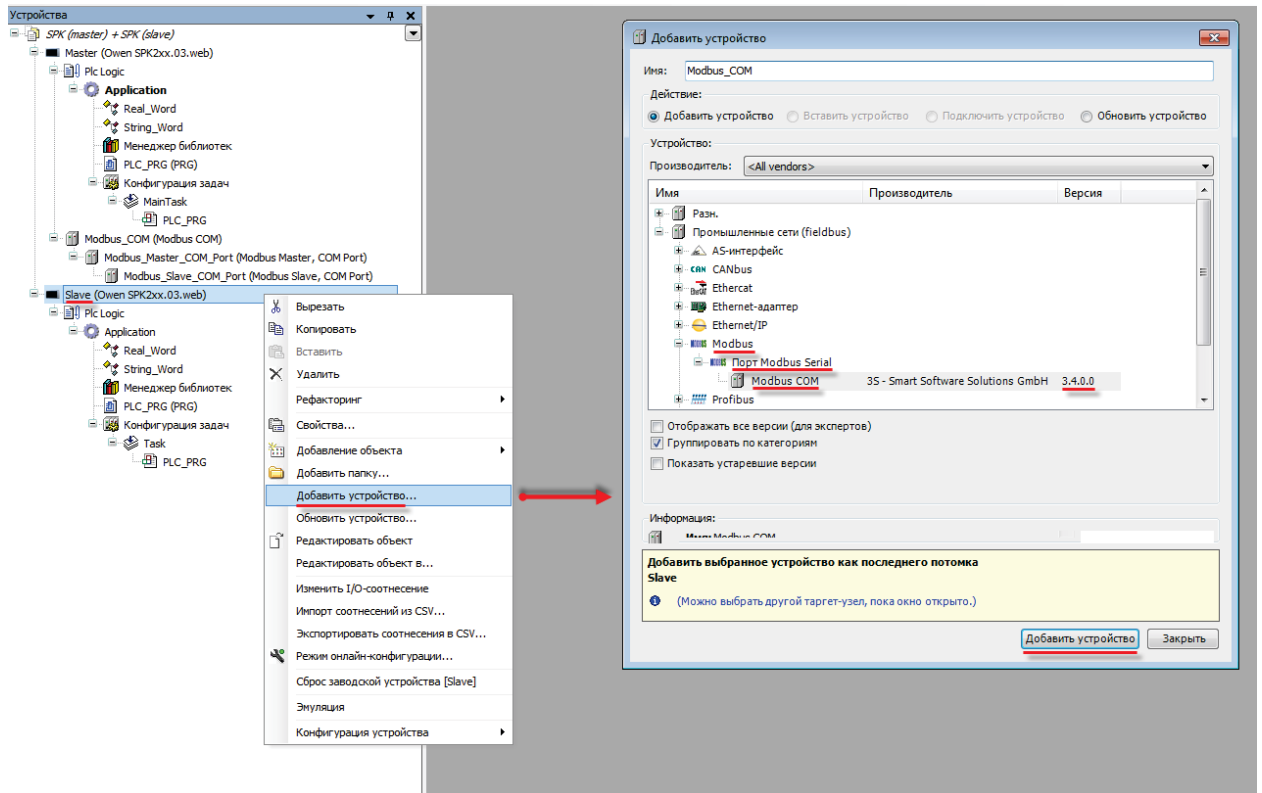 Устройства
SPK (master) + SPK (slave)
Master (Owen SPK2xx.03.web)
Plc Logic
Application
Real_Word
String_Word
Менеджер библиотек
PLC_PRG (PRG)
Конфигурация задач
MainTask
PLC_PRG
Modbus_COM (Modbus COM)
Modbus_Master_COM_Port (Modbus Master, COM Port)
Modbus_Slave_COM_Port (Modbus Slave, COM Port)
Slave (Owen SPK2xx.03.web)
Plc Logic
Application
Real_Word
String_Word
Менеджер библиотек
PLC_PRG (PRG)
Конфигурация задач
Task
PLC_PRG
Вырезать
Копировать
Вставить
Удалить
Рефакторинг
Свойства...
Добавление объекта
Добавить папку...
Добавить устройство...
Обновить устройство...
Редактировать объект
Редактировать объект в...
Изменить I/O-соотнесение
Импорт соотнесений из CSV...
Экспортировать соотнесения в CSV...
Режим онлайн-конфигурации...
Сброс заводской устройства [Slave]
Эмуляция
Конфигурация устройства
Добавить устройство
Имя: Modbus_COM
Действие:
Добавить устройство Вставить устройство Подключить устройство Обновить устройство
Устройство:
Производитель: <All vendors>
Имя Производитель Версия
Разн.
Промышленные сети (fieldbus)
AS-интерфейс
CAN CANbus
Ethercat
Ethernet-адаптер
Ethernet/IP
Modbus
Порт Modbus Serial
Modbus COM 3S - Smart Software Solutions GmbH 3.4.0.0
Profibus
Отображать все версии (для экспертов)
Группировать по категориям
Показать устаревшие версии
Информация:
Имя: Modbus COM
Добавить выбранное устройство как последнего потомка
Slave
(Можно выбрать другой таргет-узел, пока окно открыто.)
Добавить устройство Закрыть